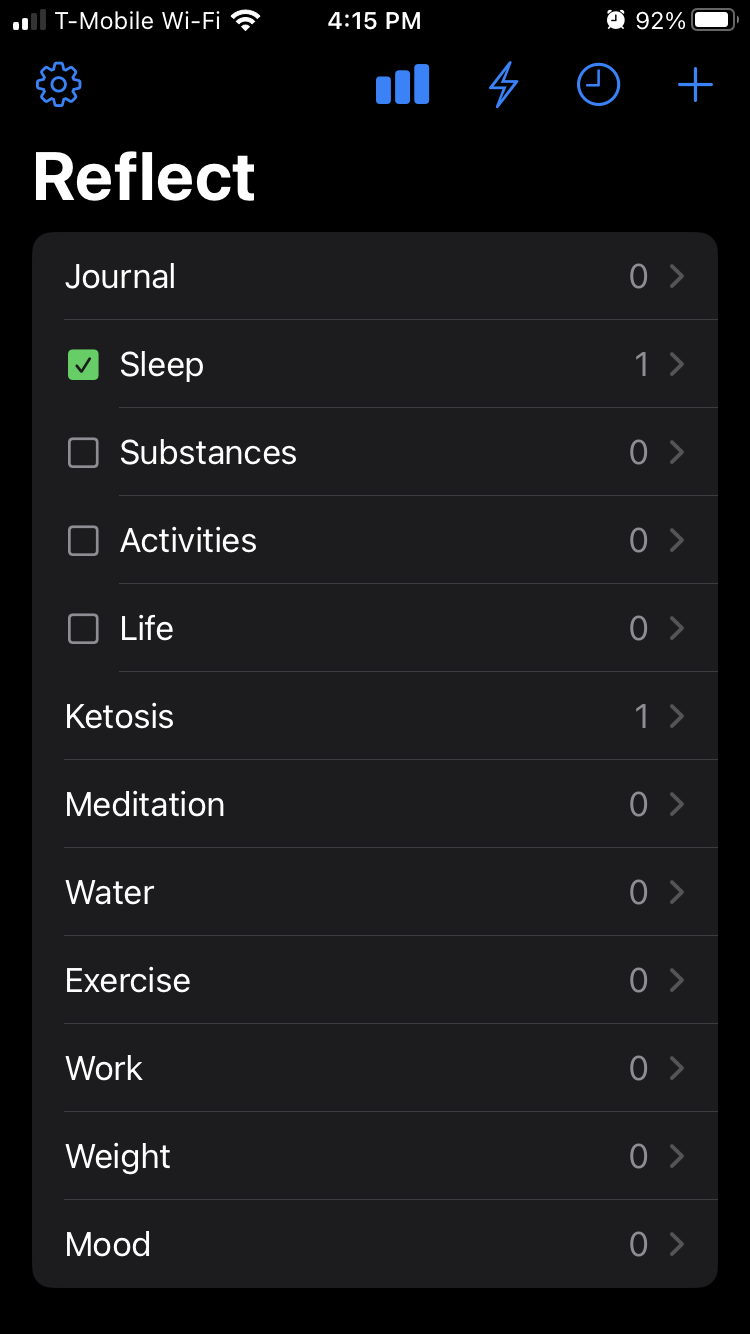 T-Mobile Wi-Fi 4:15 PM 92%
Reflect
Journal 0
Sleep 1
Substances 0
Activities 0
Life 0
Ketosis 1
Meditation 0
Water 0
Exercise 0
Work 0
Weight 0
Mood 0